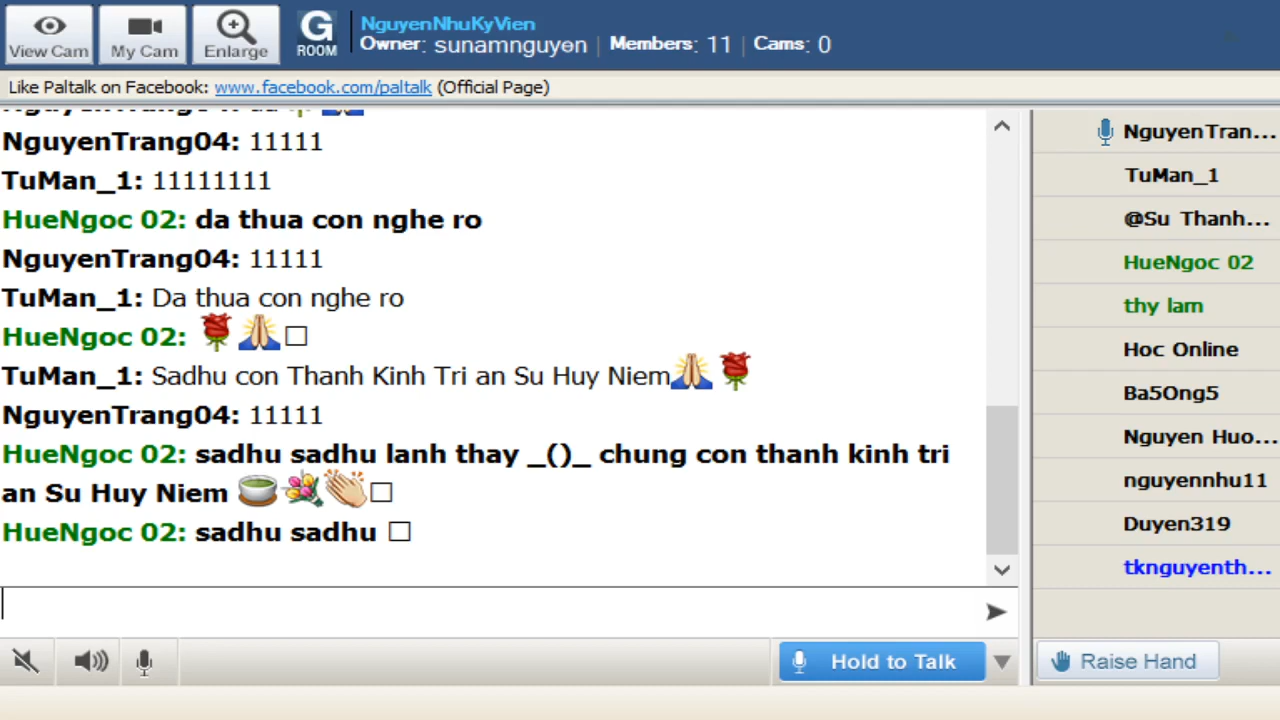 View Cam
My Cam
Enlarge
G
ROOM
NguyenNhuKyVien
Owner: sunamnguyen | Members: 11 | Cams: 0
Like Paltalk on Facebook: www.facebook.com/paltalk (Official Page)
NguyenTrang04: 11111
TuMan_1: 11111111
HueNgoc 02: da thua con nghe ro
NguyenTrang04: 11111
TuMan_1: Da thua con nghe ro
HueNgoc 02: 🌹🙏□
TuMan_1: Sadhu con Thanh Kinh Tri an Su Huy Niem🙏🌹
NguyenTrang04: 11111
HueNgoc 02: sadhu sadhu lanh thay _()_ chung con thanh kinh tri
an Su Huy Niem 🍵💐👏□
HueNgoc 02: sadhu sadhu □
NguyenTran...
TuMan_1
@Su Thanh...
HueNgoc 02
thy lam
Hoc Online
Ba5Ong5
Nguyen Huo...
nguyennhu11
Duyen319
tknguyenth...
Hold to Talk
Raise Hand